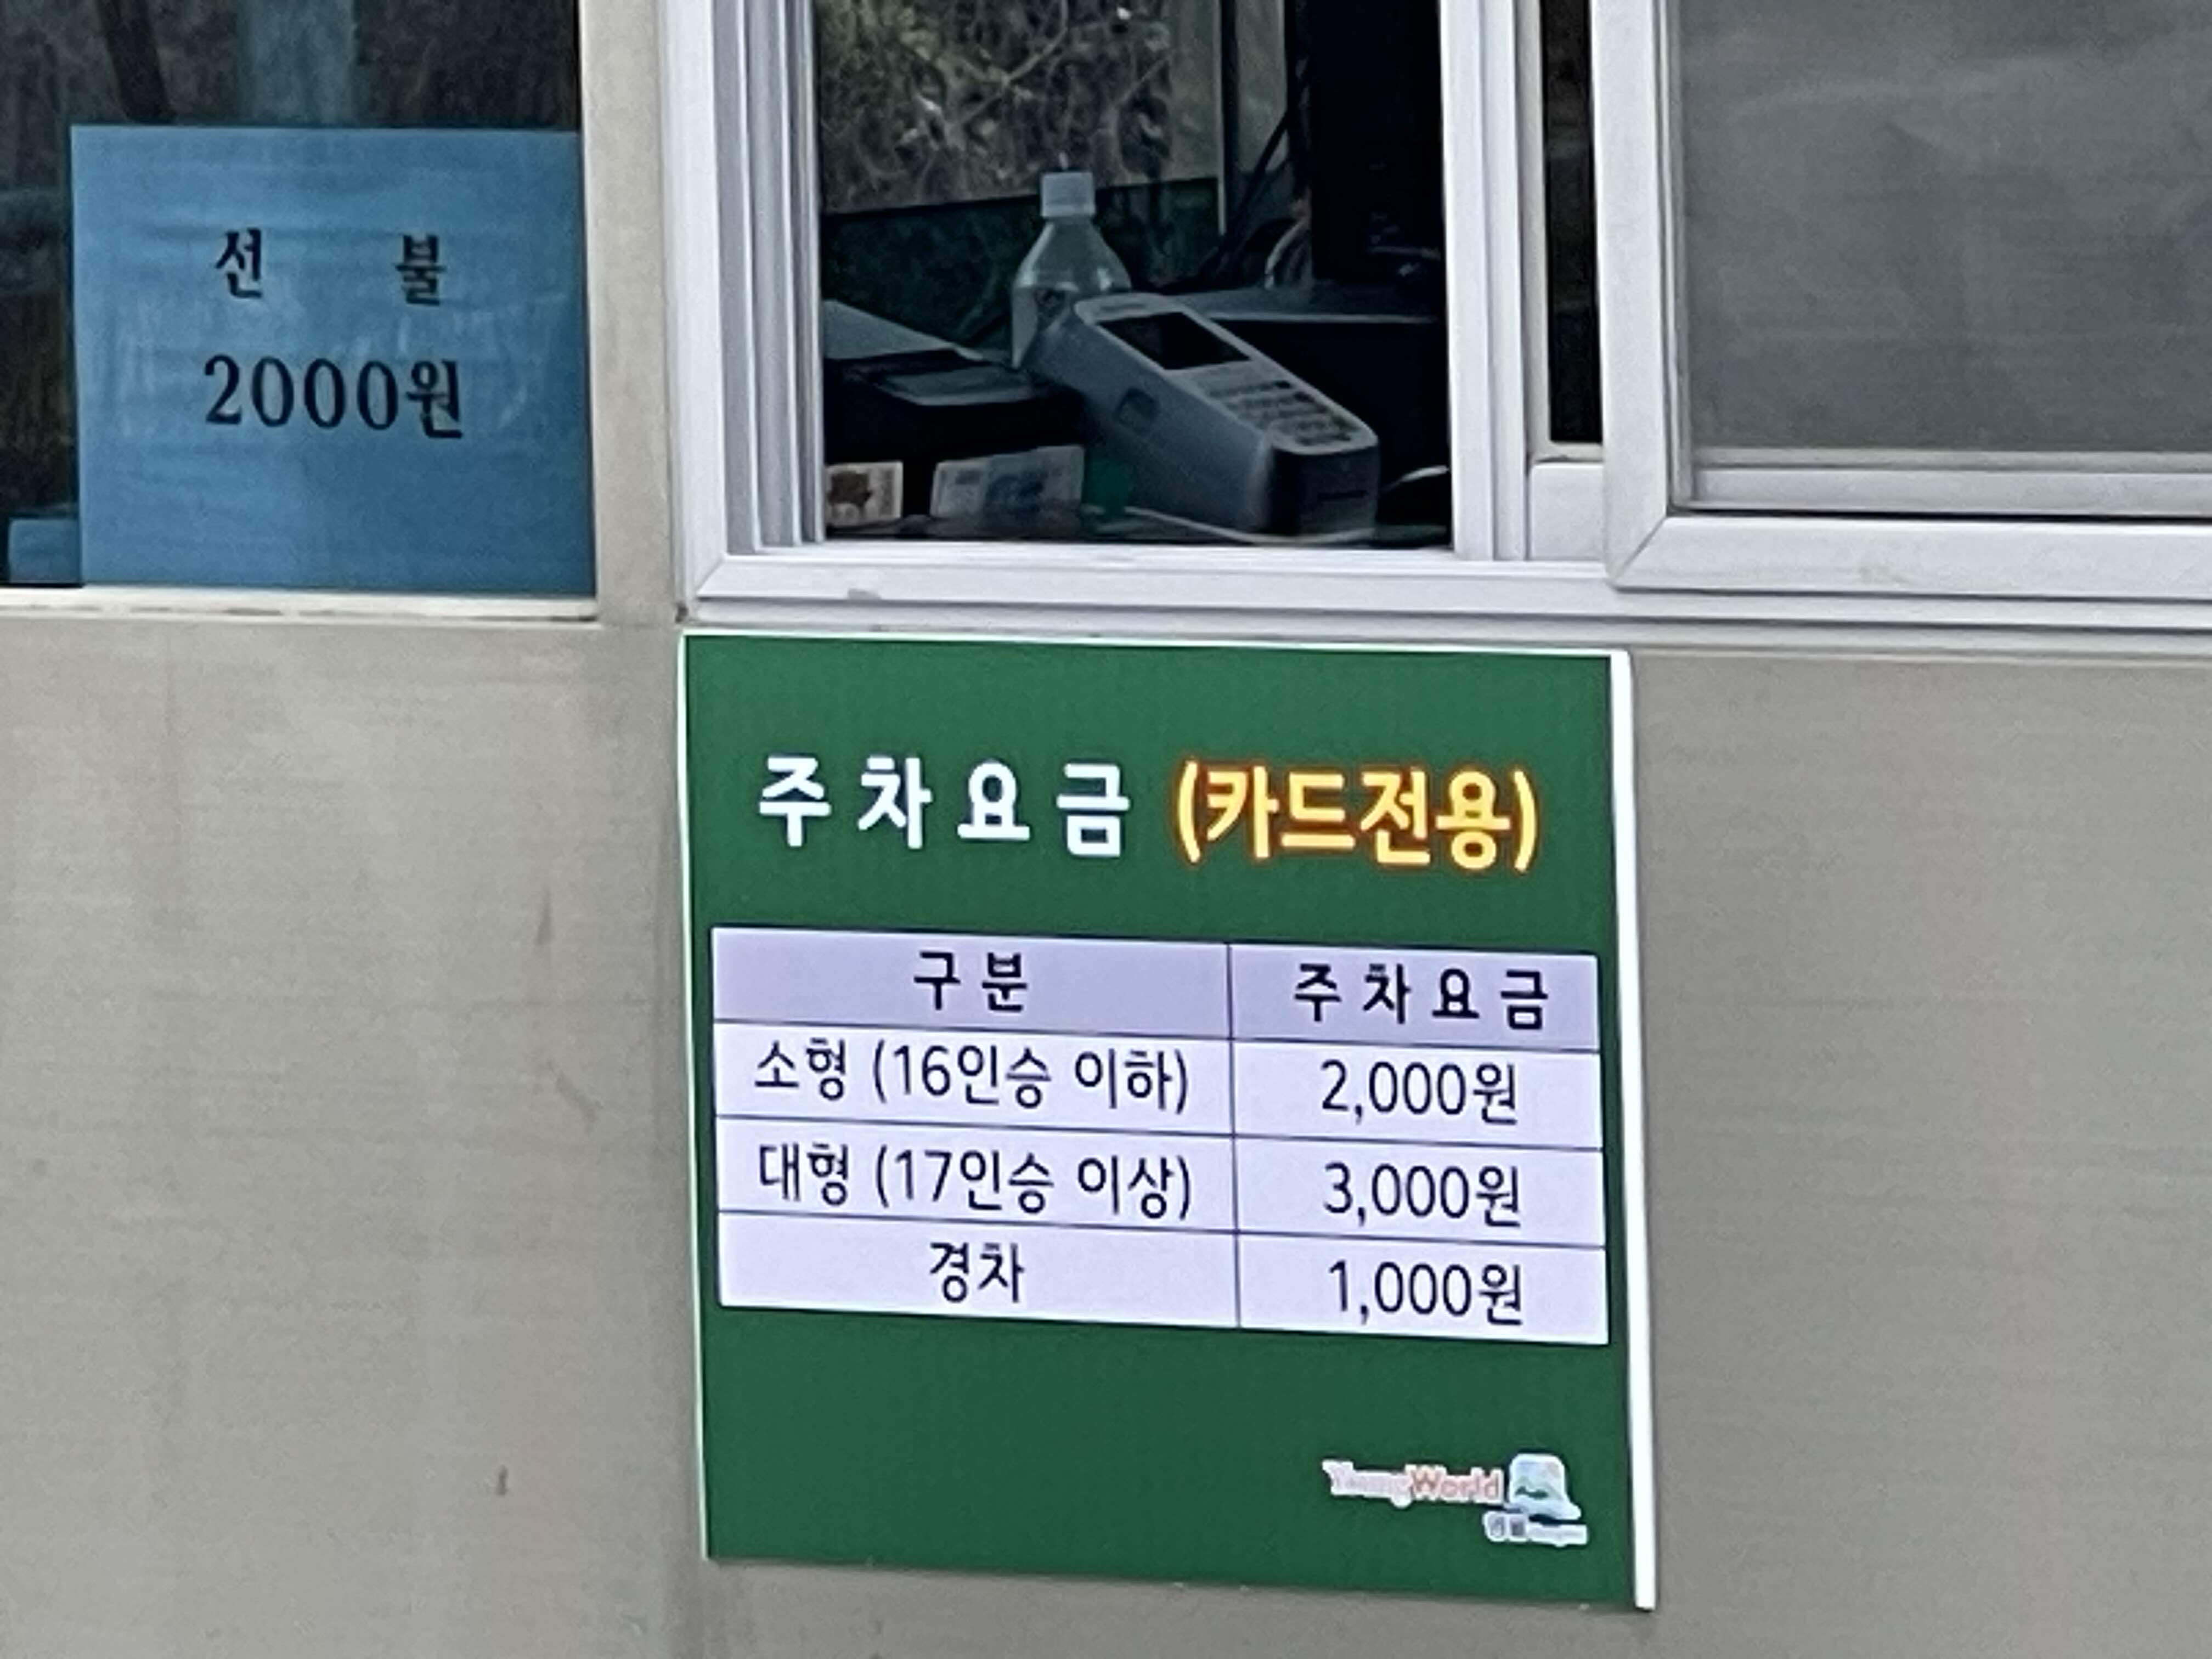 선 불
2000원
주차요금 (카드전용)
구분 주차요금
소형 (16인승 이하) 2,000원
대형 (17인승 이상) 3,000원
경차 1,000원
YoungWorld